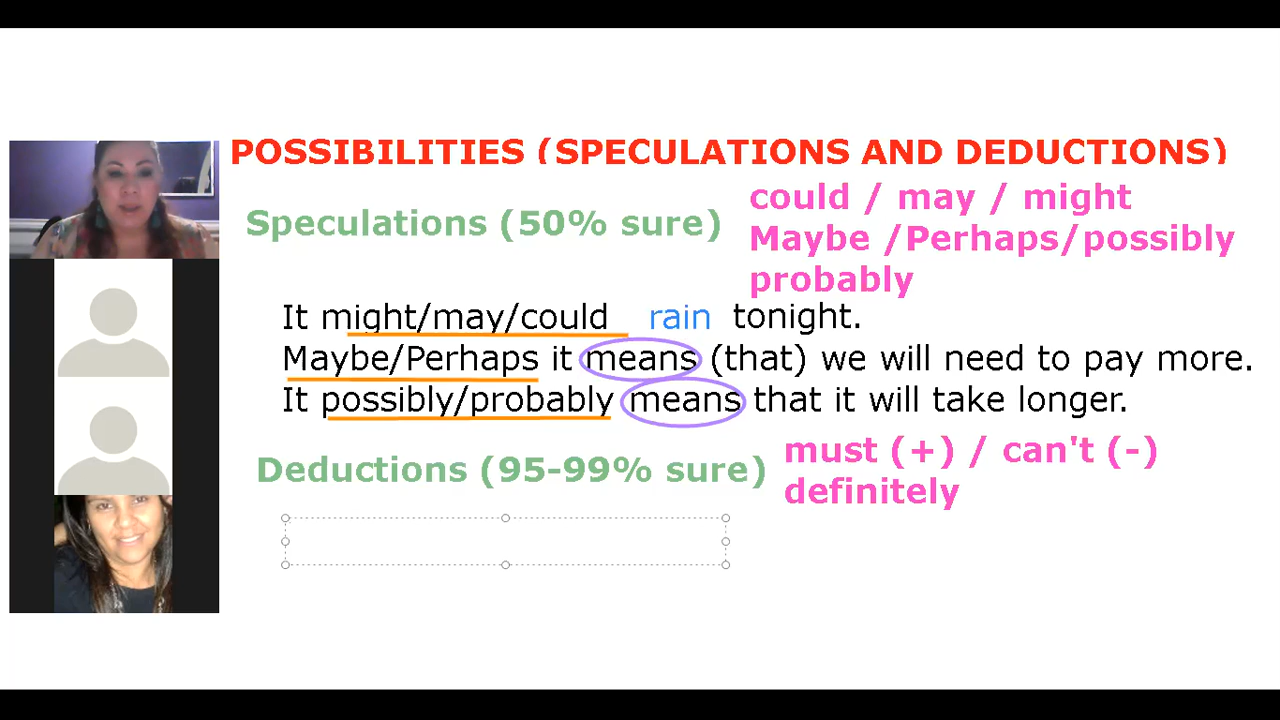 POSSIBILITIES (SPECULATIONS AND DEDUCTIONS)
Speculations (50% sure)
could / may / might
Maybe /Perhaps/possibly
probably
It might/may/could rain tonight.
Maybe/Perhaps it means (that) we will need to pay more.
It possibly/probably means that it will take longer.
Deductions (95-99% sure)
must (+) / can't (-)
definitely